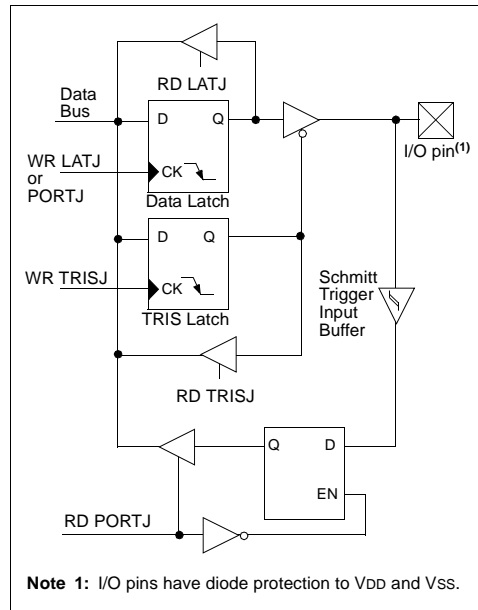 RD LATJ
Data
Bus
D Q
I/O pin(1)
WR LATJ
or
PORTJ
CK
Data Latch
D Q
WR TRISJ
CK
TRIS Latch
Schmitt
Trigger
Input
Buffer
RD TRISJ
Q D
EN
RD PORTJ
Note 1: I/O pins have diode protection to VDD and VSS.